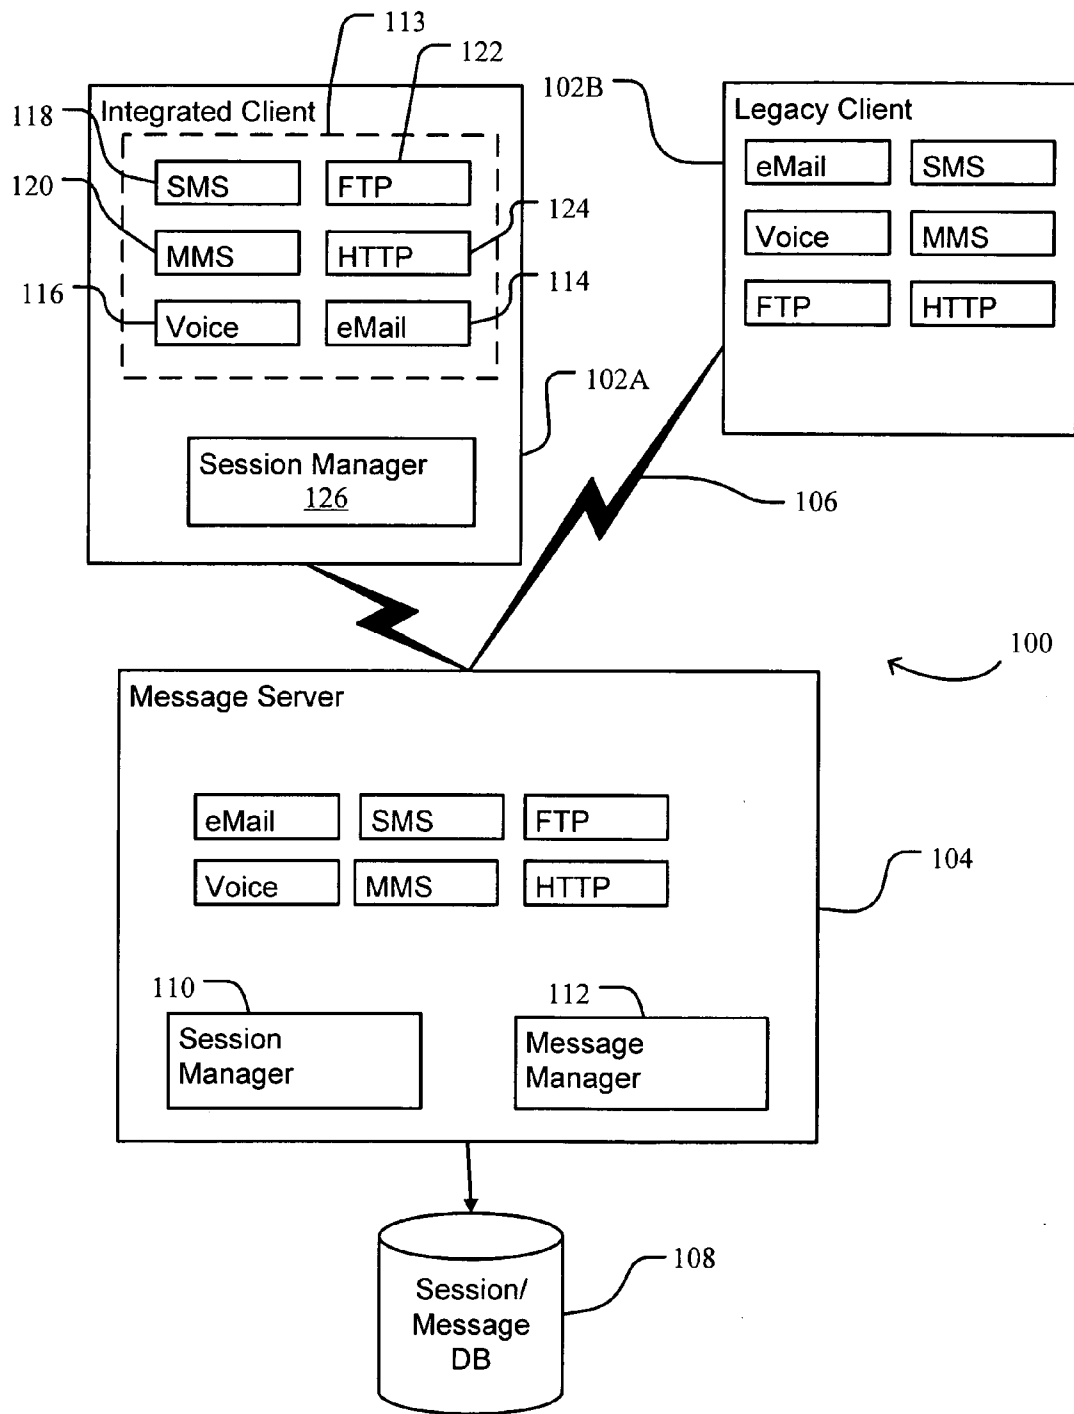 113
122
Integrated Client
118
SMS
FTP
120
124
MMS
HTTP
116
114
Voice
eMail
102A
Session Manager
126
102B
Legacy Client
eMail
SMS
Voice
MMS
FTP
HTTP
106
100
Message Server
eMail
SMS
FTP
Voice
MMS
HTTP
104
110
Session
Manager
112
Message
Manager
108
Session/
Message
DB